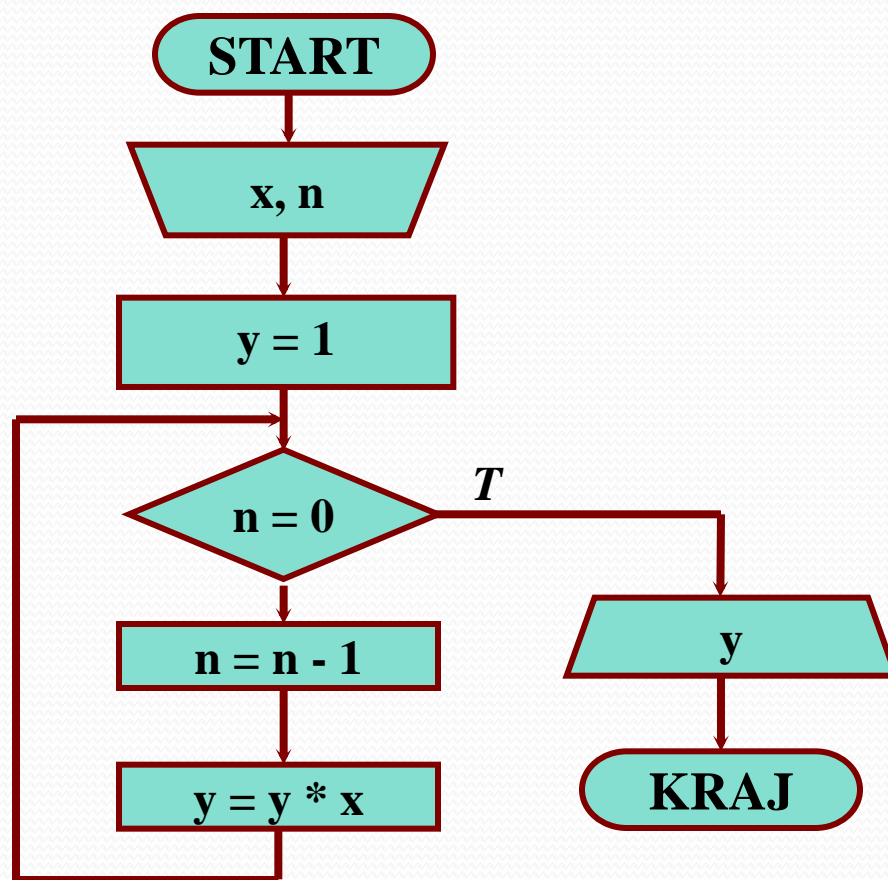 START
x, n
y = 1
n = 0
T
n = n - 1
y = y * x
y
KRAJ